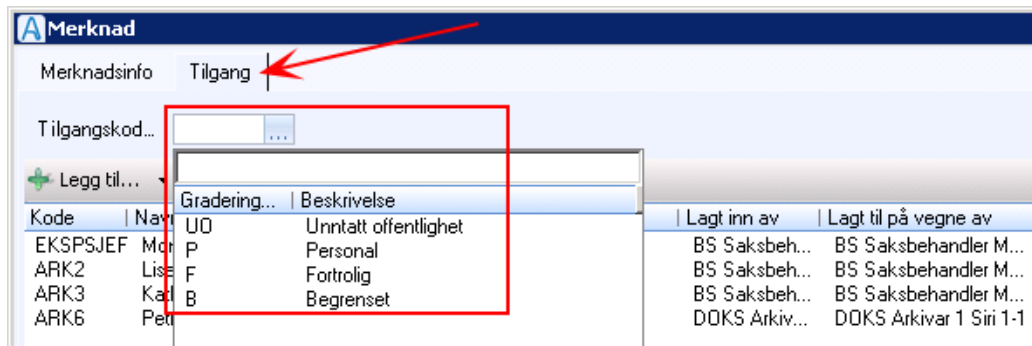 Merknad
Merknadsinfo Tilgang
Tilgangskod... ...
Legg til...
Gradering... Beskrivelse
UO Unntatt offentlighet
P Personal
F Fortrolig
B Begrenset
Kode Lagt inn av Lagt til på vegne av
EKSPSJEF BS Saksbeh... BS Saksbehandler M...
ARK2 BS Saksbeh... BS Saksbehandler M...
ARK3 BS Saksbeh... BS Saksbehandler M...
ARK6 DOKS Arkiv... DOKS Arkivar 1 Siri 1-1